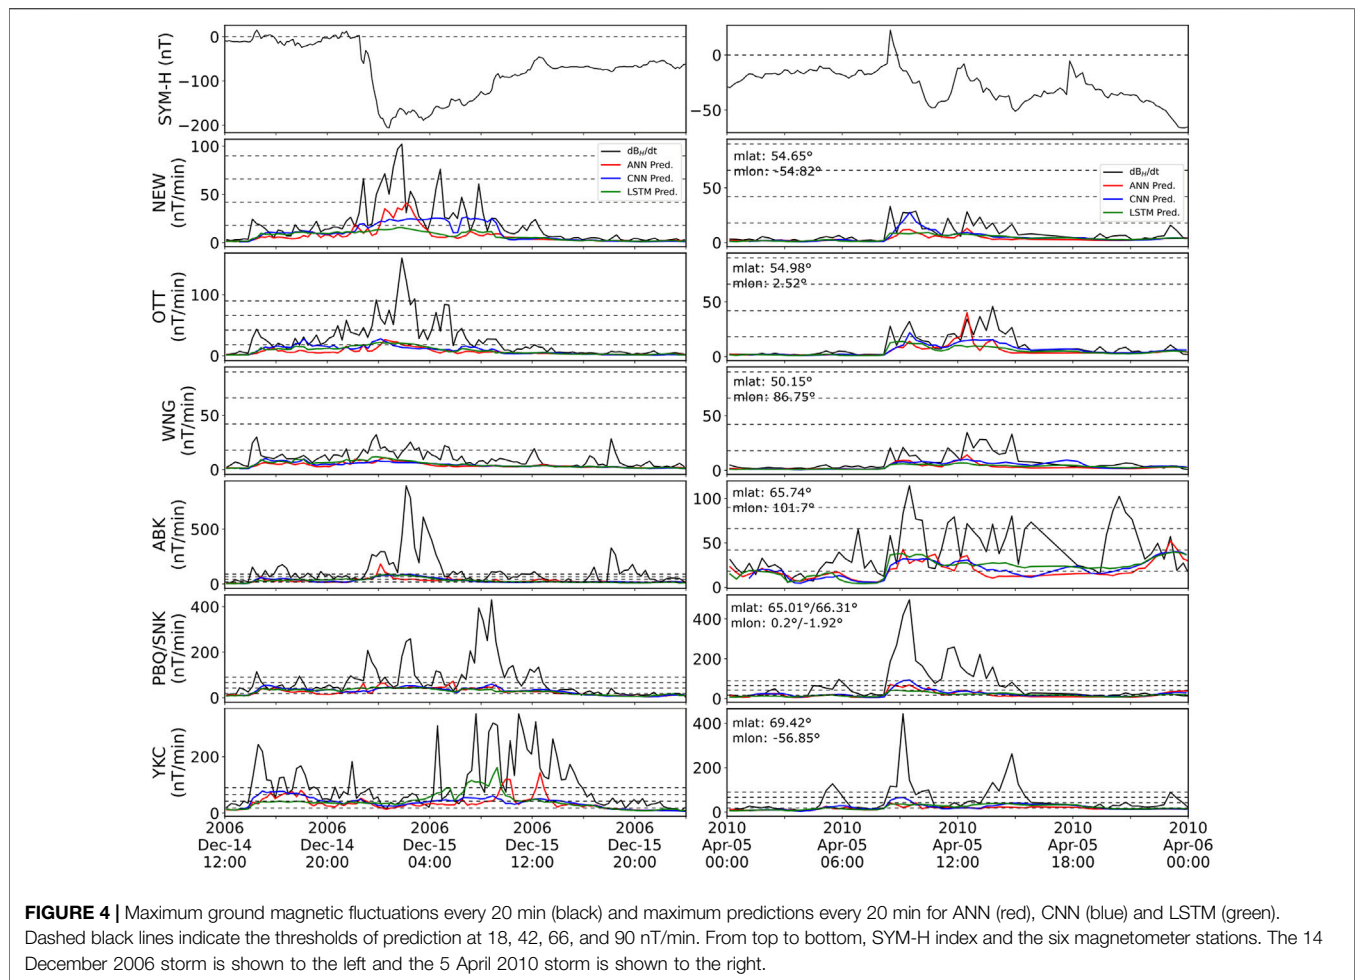 SYM-H (nT)
0
−100
−200
0
−50
NEW
(nT/min)
100
50
0
dB_H/dt
ANN Pred.
CNN Pred.
LSTM Pred.
50
0
mlat: 54.65°
mlon: -54.82°
dB_H/dt
ANN Pred.
CNN Pred.
LSTM Pred.
OTT
(nT/min)
100
0
50
0
mlat: 54.98°
mlon: 2.52°
WNG
(nT/min)
50
0
50
0
mlat: 50.15°
mlon: 86.75°
ABK
(nT/min)
500
0
100
50
0
mlat: 65.74°
mlon: 101.7°
PBQ/SNK
(nT/min)
400
200
0
400
200
0
mlat: 65.01°/66.31°
mlon: 0.2°/-1.92°
YKC
(nT/min)
200
0
400
200
0
mlat: 69.42°
mlon: -56.85°
2006
Dec-14
12:00
2006
Dec-14
20:00
2006
Dec-15
04:00
2006
Dec-15
12:00
2006
Dec-15
20:00
2010
Apr-05
00:00
2010
Apr-05
06:00
2010
Apr-05
12:00
2010
Apr-05
18:00
2010
Apr-06
00:00
FIGURE 4 | Maximum ground magnetic fluctuations every 20 min (black) and maximum predictions every 20 min for ANN (red), CNN (blue) and LSTM (green).
Dashed black lines indicate the thresholds of prediction at 18, 42, 66, and 90 nT/min. From top to bottom, SYM-H index and the six magnetometer stations. The 14
December 2006 storm is shown to the left and the 5 April 2010 storm is shown to the right.